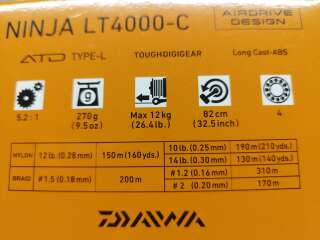 NINJA LT4000-C
AIRDRIVE DESIGN
ATD TYPE-L TOUGHDIGIGEAR Long Cast-ABS
g
5.2 : 1 270g (9.5oz) Max 12kg (26.4lb.) 82cm (32.5inch) 4
NYLON 12 lb. (0.28mm) 150m (160yds.) 10 lb. (0.25mm) 190m (210yds.)
14 lb. (0.30mm) 130m (140yds.)
BRAID #1.5 (0.18mm) 200m #1.2 (0.16mm) 310m
#2 (0.20mm) 170m
DAIWA